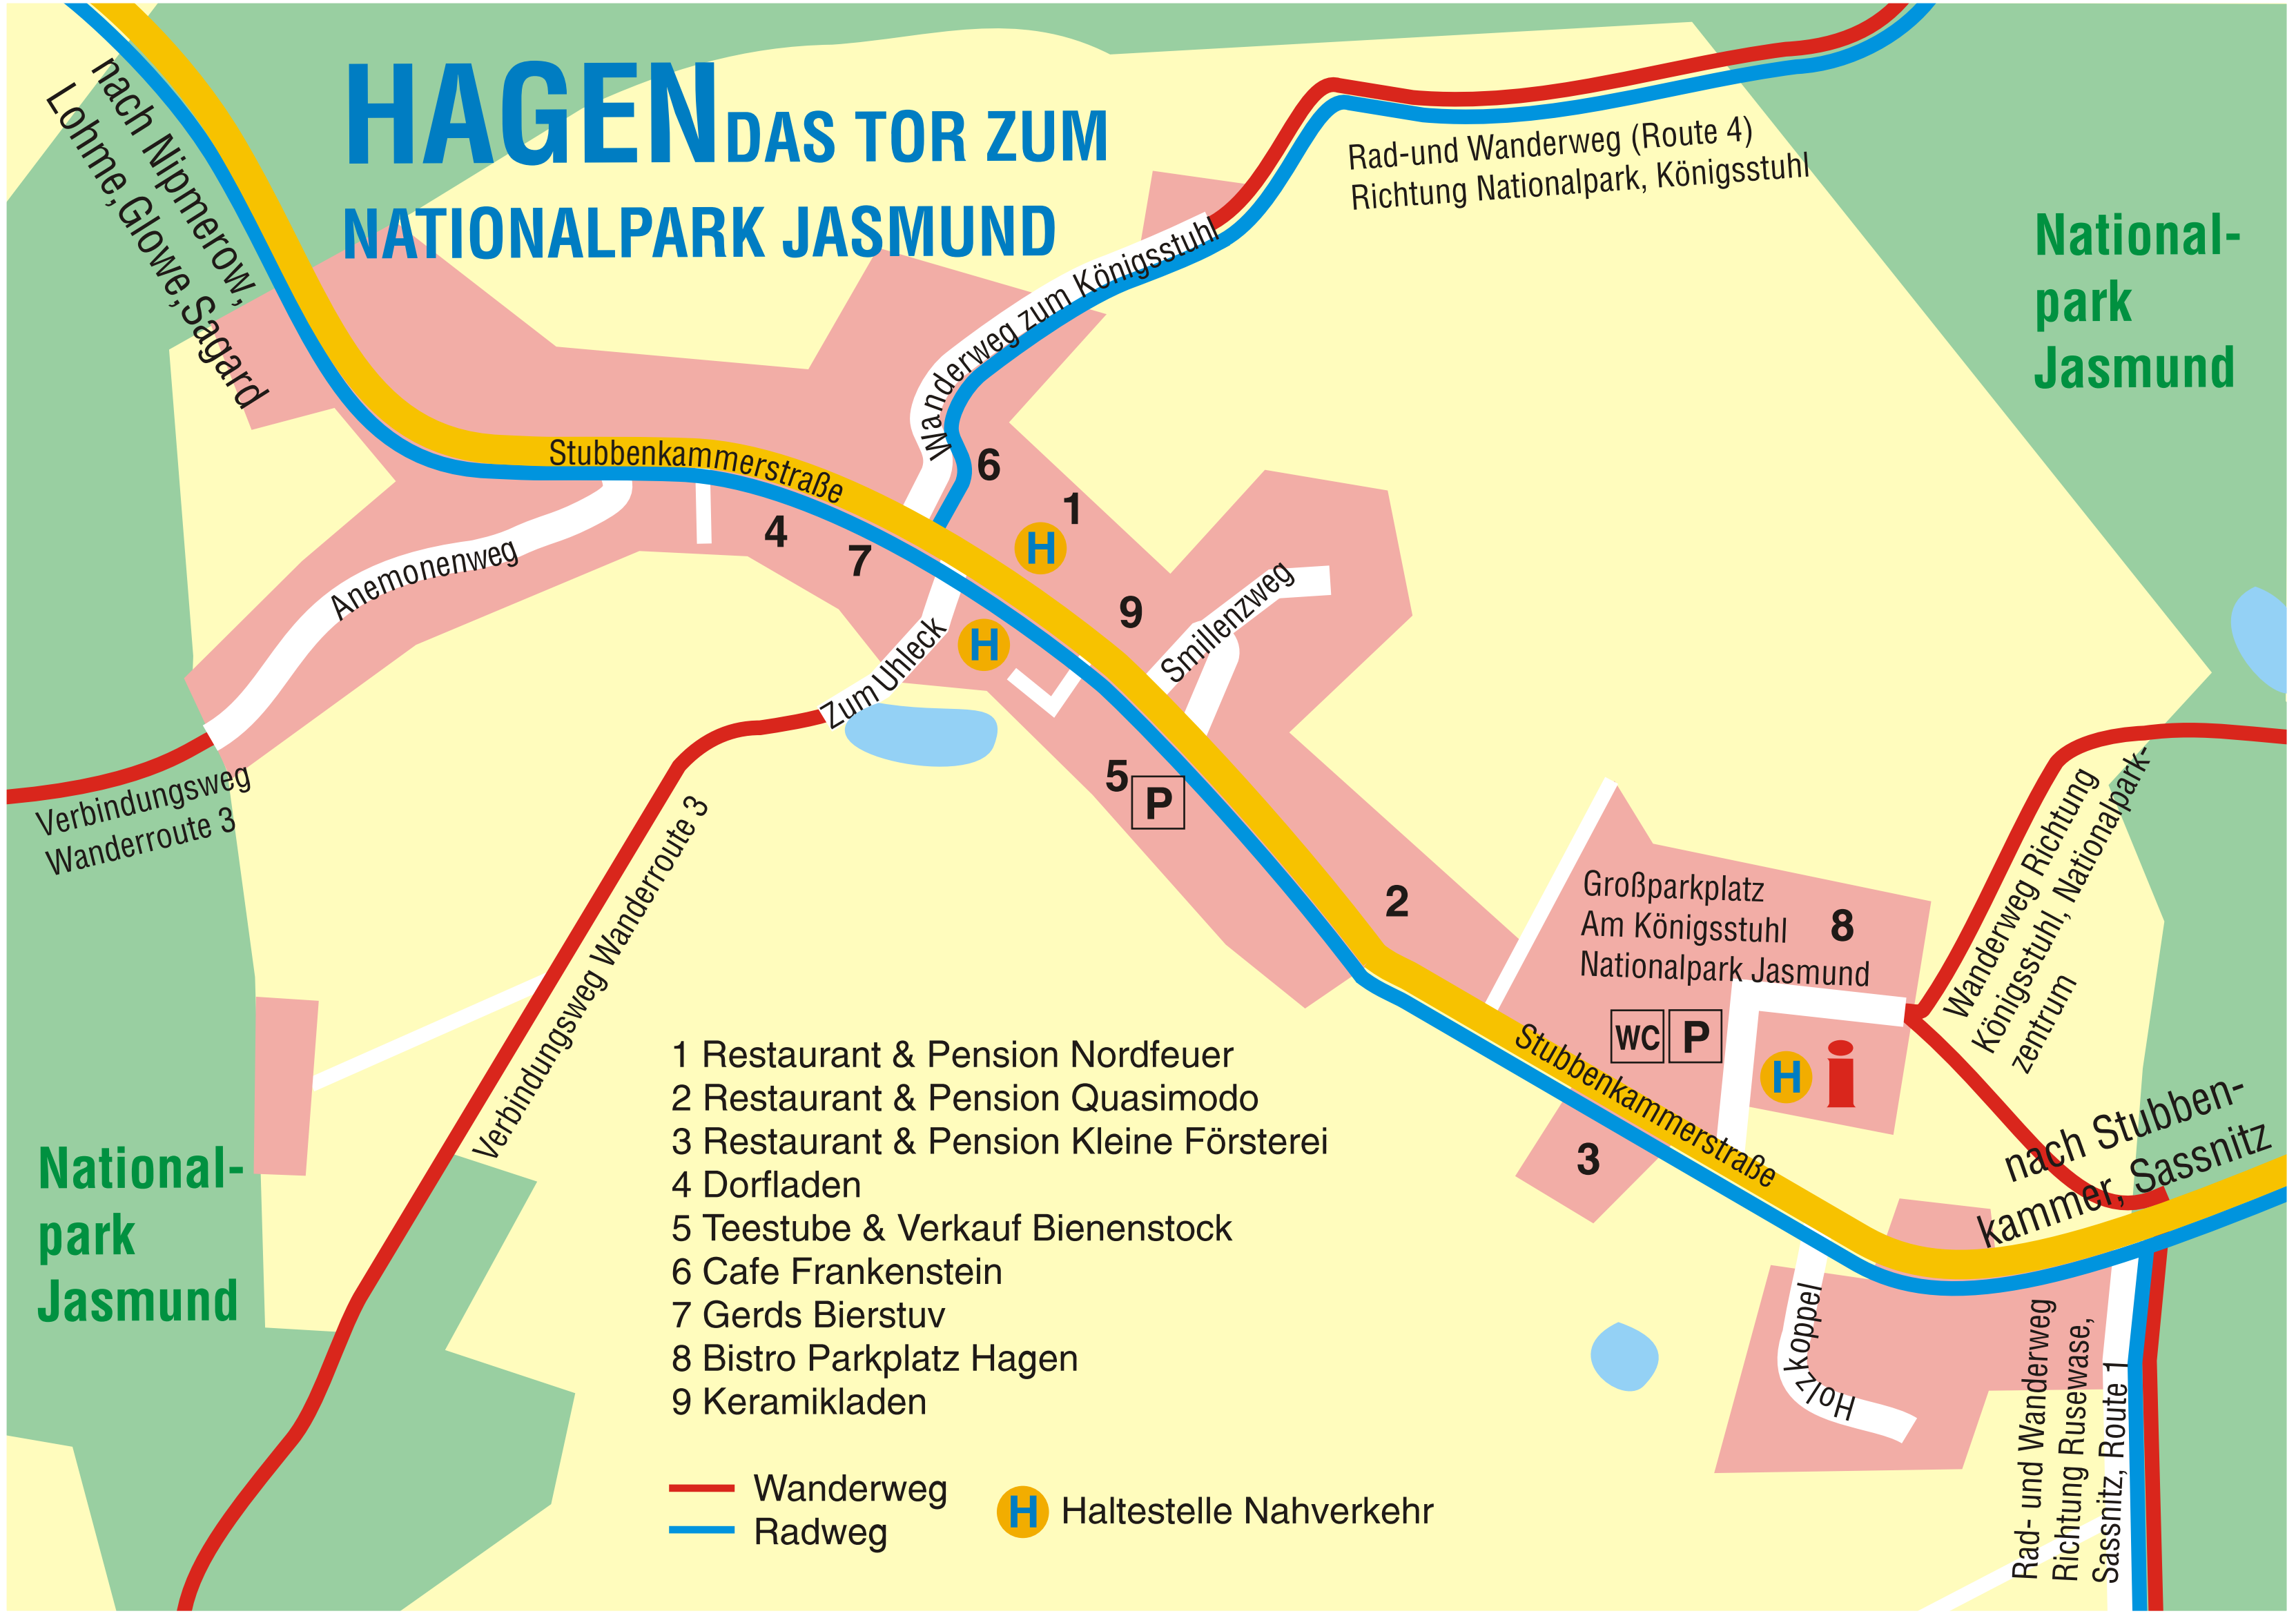 HAGEN DAS TOR ZUM
NATIONALPARK JASMUND
nach Nipmerow,
Lohme,Glowe,Sagard
Rad-und Wanderweg (Route 4)
Richtung Nationalpark, Königsstuhl
National-
park
Jasmund
Wanderweg zum Königsstuhl
Stubbenkammerstraße
6
1
H
4
7
Anemonenweg
9
Smillenzweg
H
Zum Uhleck
5
P
Verbindungsweg
Wanderroute 3
Verbindungsweg Wanderroute 3
2
Großparkplatz
Am Königsstuhl
Nationalpark Jasmund
8
WC
P
H
i
Wanderweg Richtung
Königsstuhl, Nationalpark-
zentrum
Stubbenkammerstraße
3
nach Stubben-
kammer, Sassnitz
National-
park
Jasmund
1 Restaurant & Pension Nordfeuer
2 Restaurant & Pension Quasimodo
3 Restaurant & Pension Kleine Försterei
4 Dorfladen
5 Teestube & Verkauf Bienenstock
6 Cafe Frankenstein
7 Gerds Bierstuv
8 Bistro Parkplatz Hagen
9 Keramikladen
Holzkoppel
Rad- und Wanderweg
Richtung Rusewase,
Sassnitz, Route 1
Wanderweg
Radweg
H Haltestelle Nahverkehr